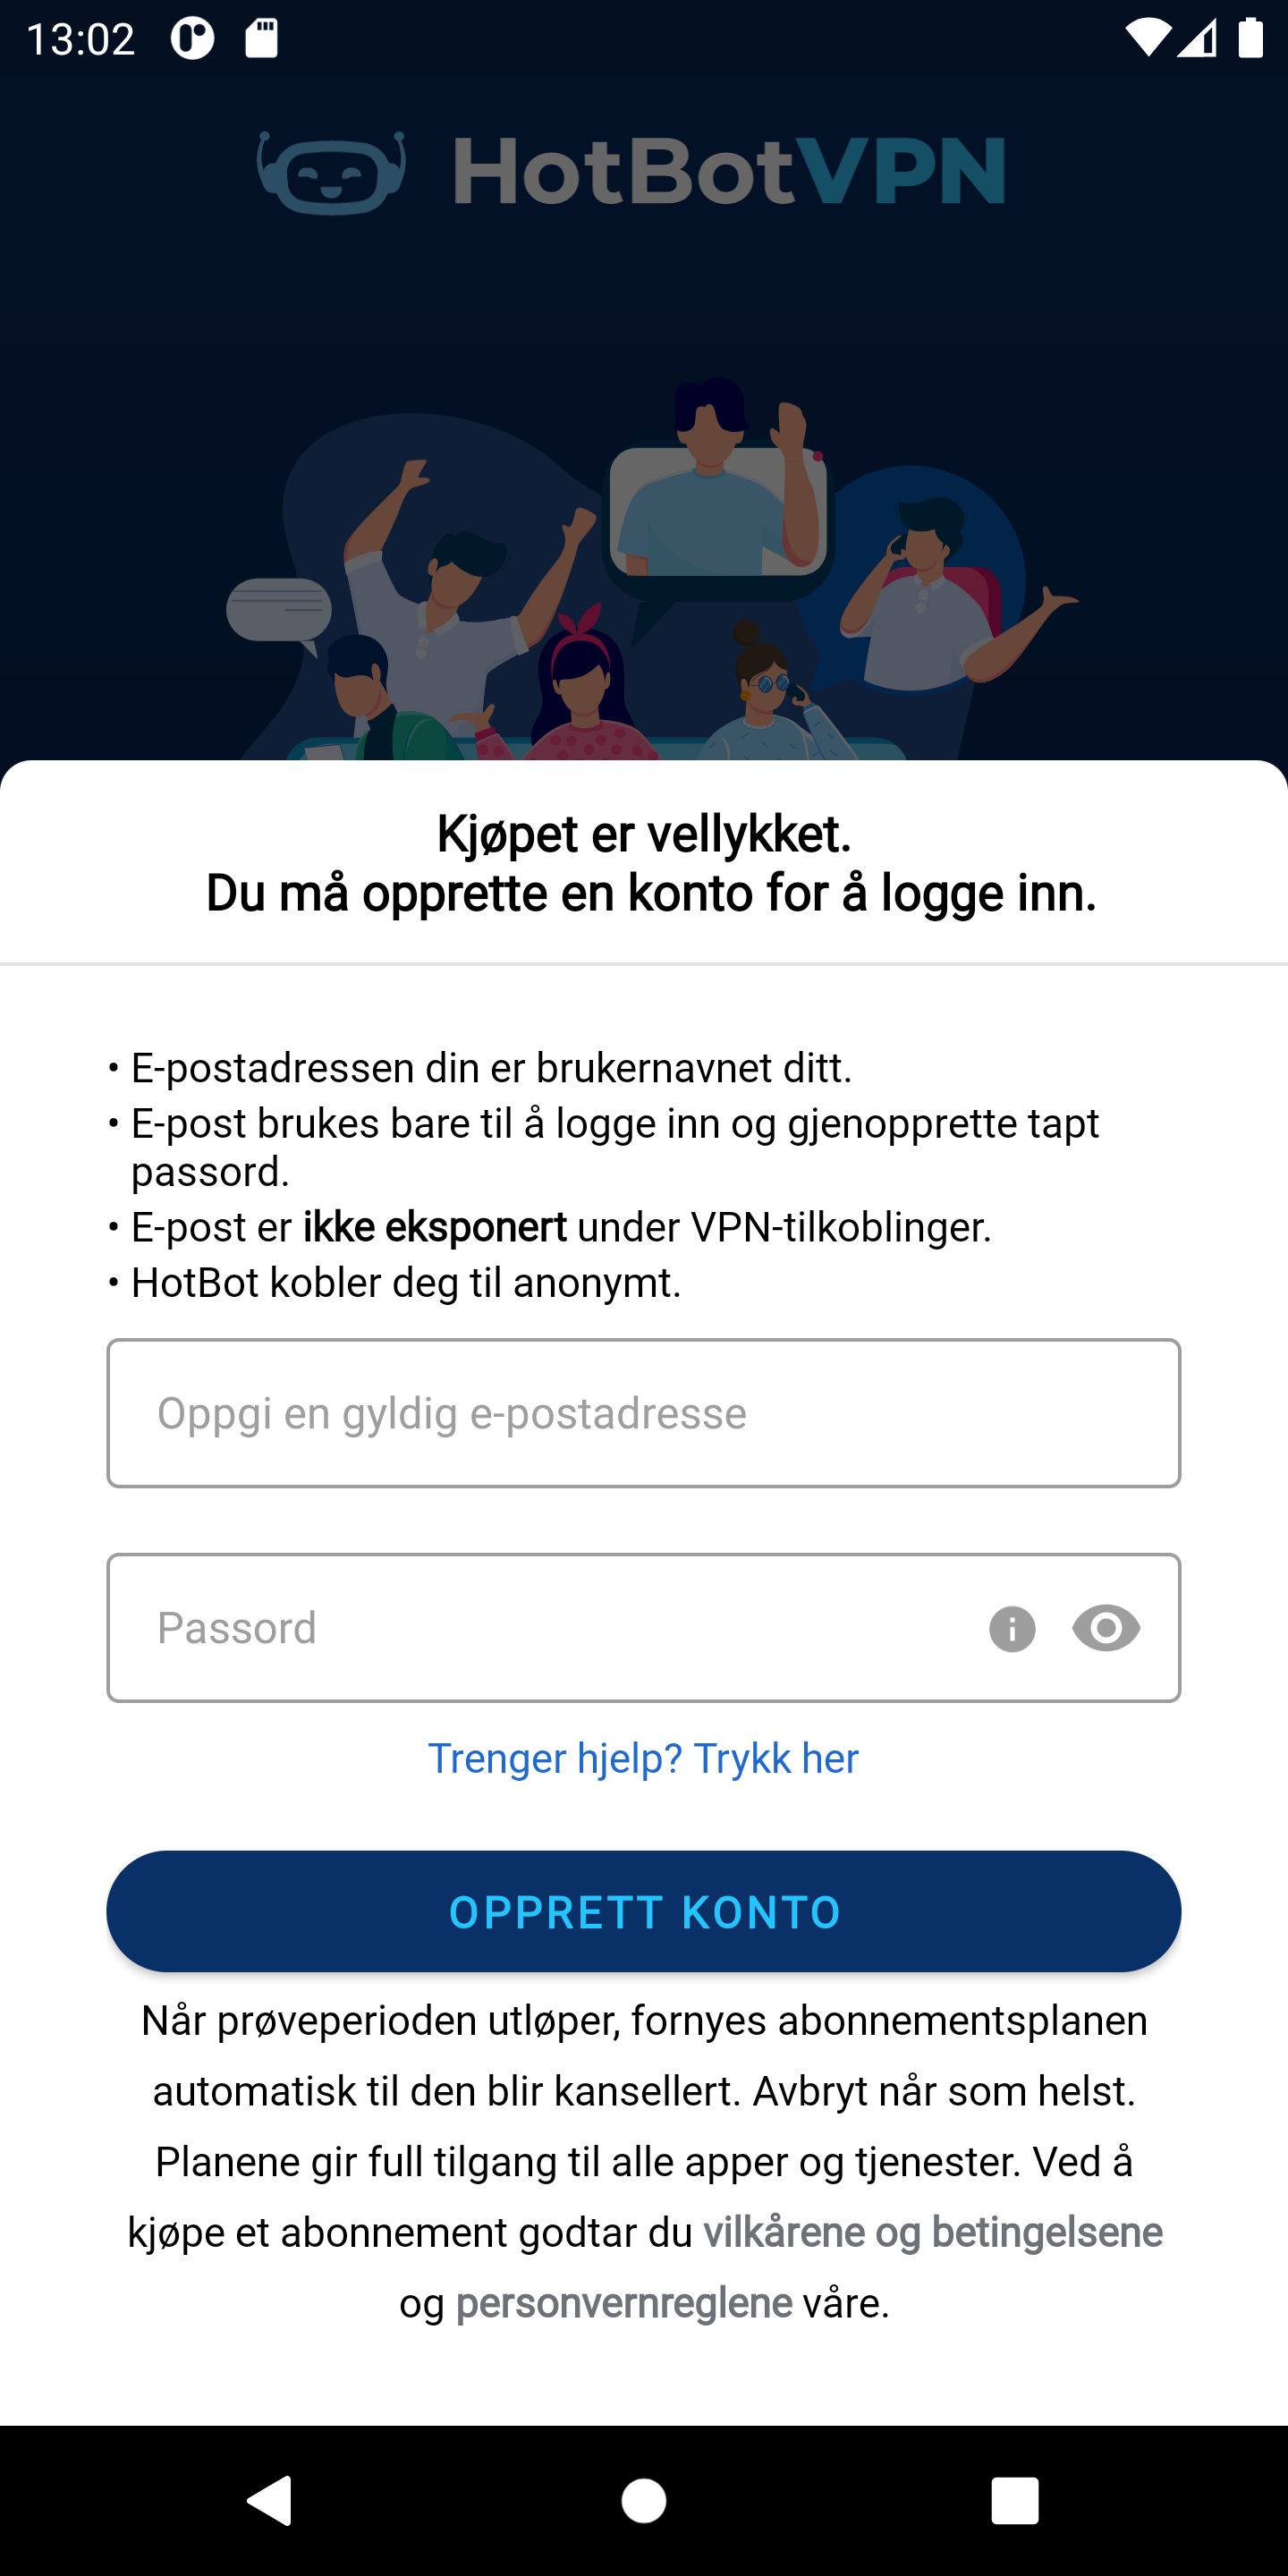 13:02
HotBotVPN
Kjøpet er vellykket.
Du må opprette en konto for å logge inn.
• E-postadressen din er brukernavnet ditt.
• E-post brukes bare til å logge inn og gjenopprette tapt
passord.
• E-post er ikke eksponert under VPN-tilkoblinger.
• HotBot kobler deg til anonymt.
Oppgi en gyldig e-postadresse
Passord
Trenger hjelp? Trykk her
OPPRETT KONTO
Når prøveperioden utløper, fornyes abonnementsplanen
automatisk til den blir kansellert. Avbryt når som helst.
Planene gir full tilgang til alle apper og tjenester. Ved å
kjøpe et abonnement godtar du vilkårene og betingelsene
og personvernreglene våre.